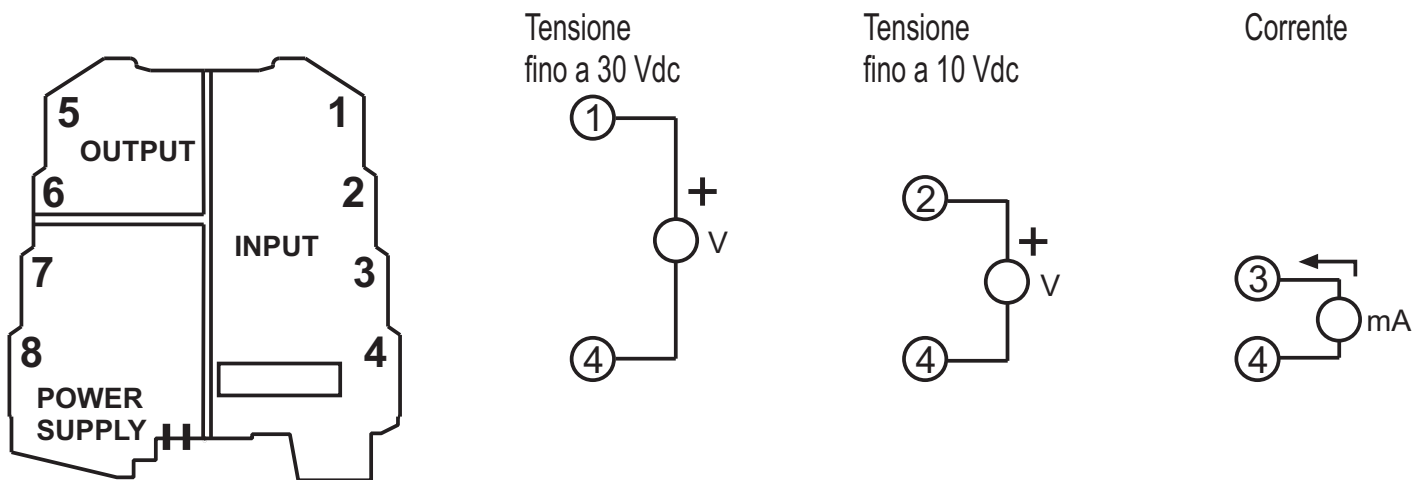 5
OUTPUT
6
7
8
POWER
SUPPLY
1
2
INPUT
3
4
Tensione
fino a 30 Vdc
1
+
V
4
Tensione
fino a 10 Vdc
2
+
V
4
Corrente
3
mA
4